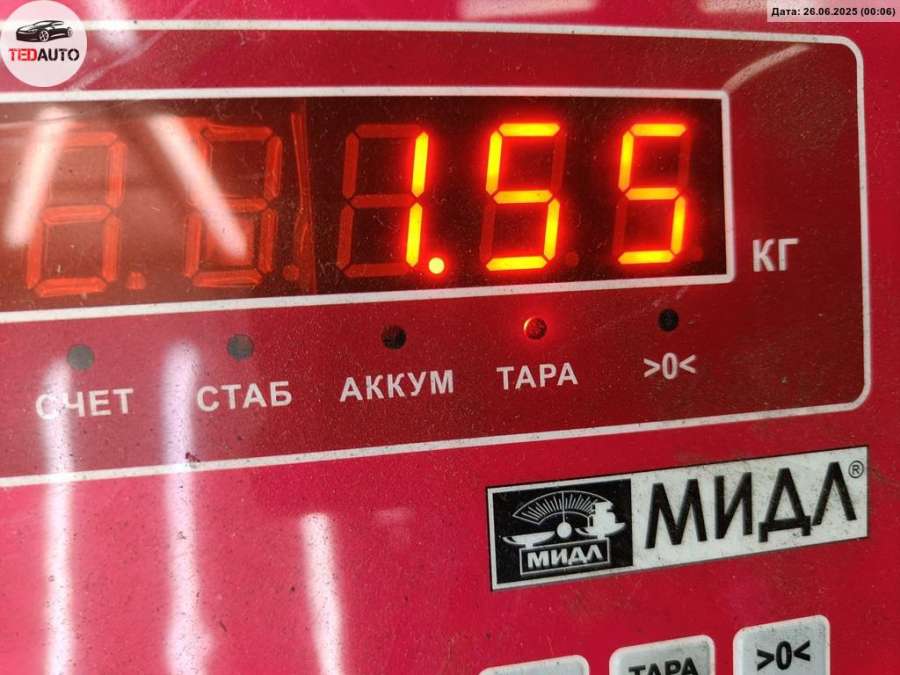 TEDAUTO
Дата: 26.06.2025 (00:06)
1.55
КГ
СЧЕТ СТАБ АККУМ ТАРА >0<
МИДЛ МИДЛ®
ТАРА >0<